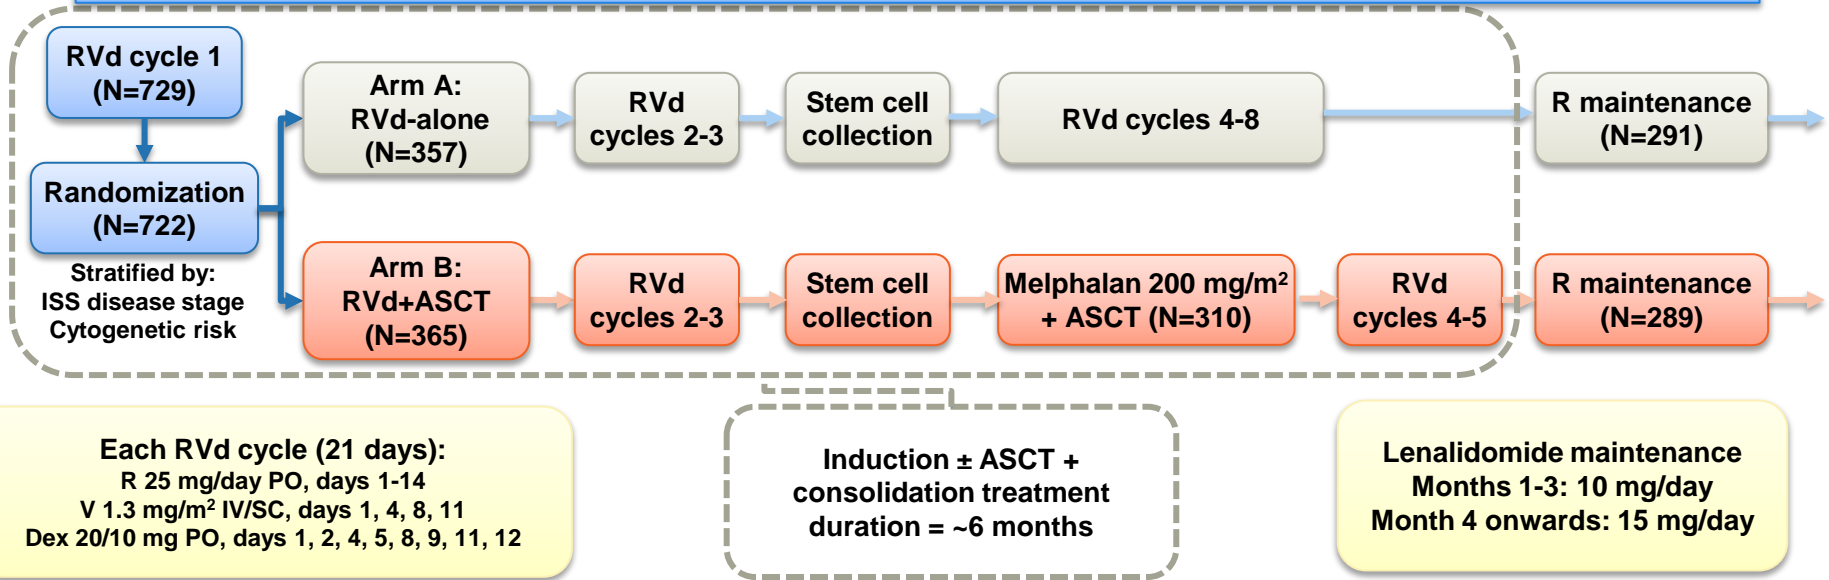 RVd cycle 1
(N=729)
Randomization
(N=722)
Stratified by:
ISS disease stage
Cytogenetic risk
Arm A:
RVd-alone
(N=357)
RVd
cycles 2-3
Stem cell
collection
RVd cycles 4-8
R maintenance
(N=291)
Arm B:
RVd+ASCT
(N=365)
RVd
cycles 2-3
Stem cell
collection
Melphalan 200 mg/m²
+ ASCT (N=310)
RVd
cycles 4-5
R maintenance
(N=289)
Each RVd cycle (21 days):
R 25 mg/day PO, days 1-14
V 1.3 mg/m² IV/SC, days 1, 4, 8, 11
Dex 20/10 mg PO, days 1, 2, 4, 5, 8, 9, 11, 12
Induction ± ASCT +
consolidation treatment
duration = ~6 months
Lenalidomide maintenance
Months 1-3: 10 mg/day
Month 4 onwards: 15 mg/day